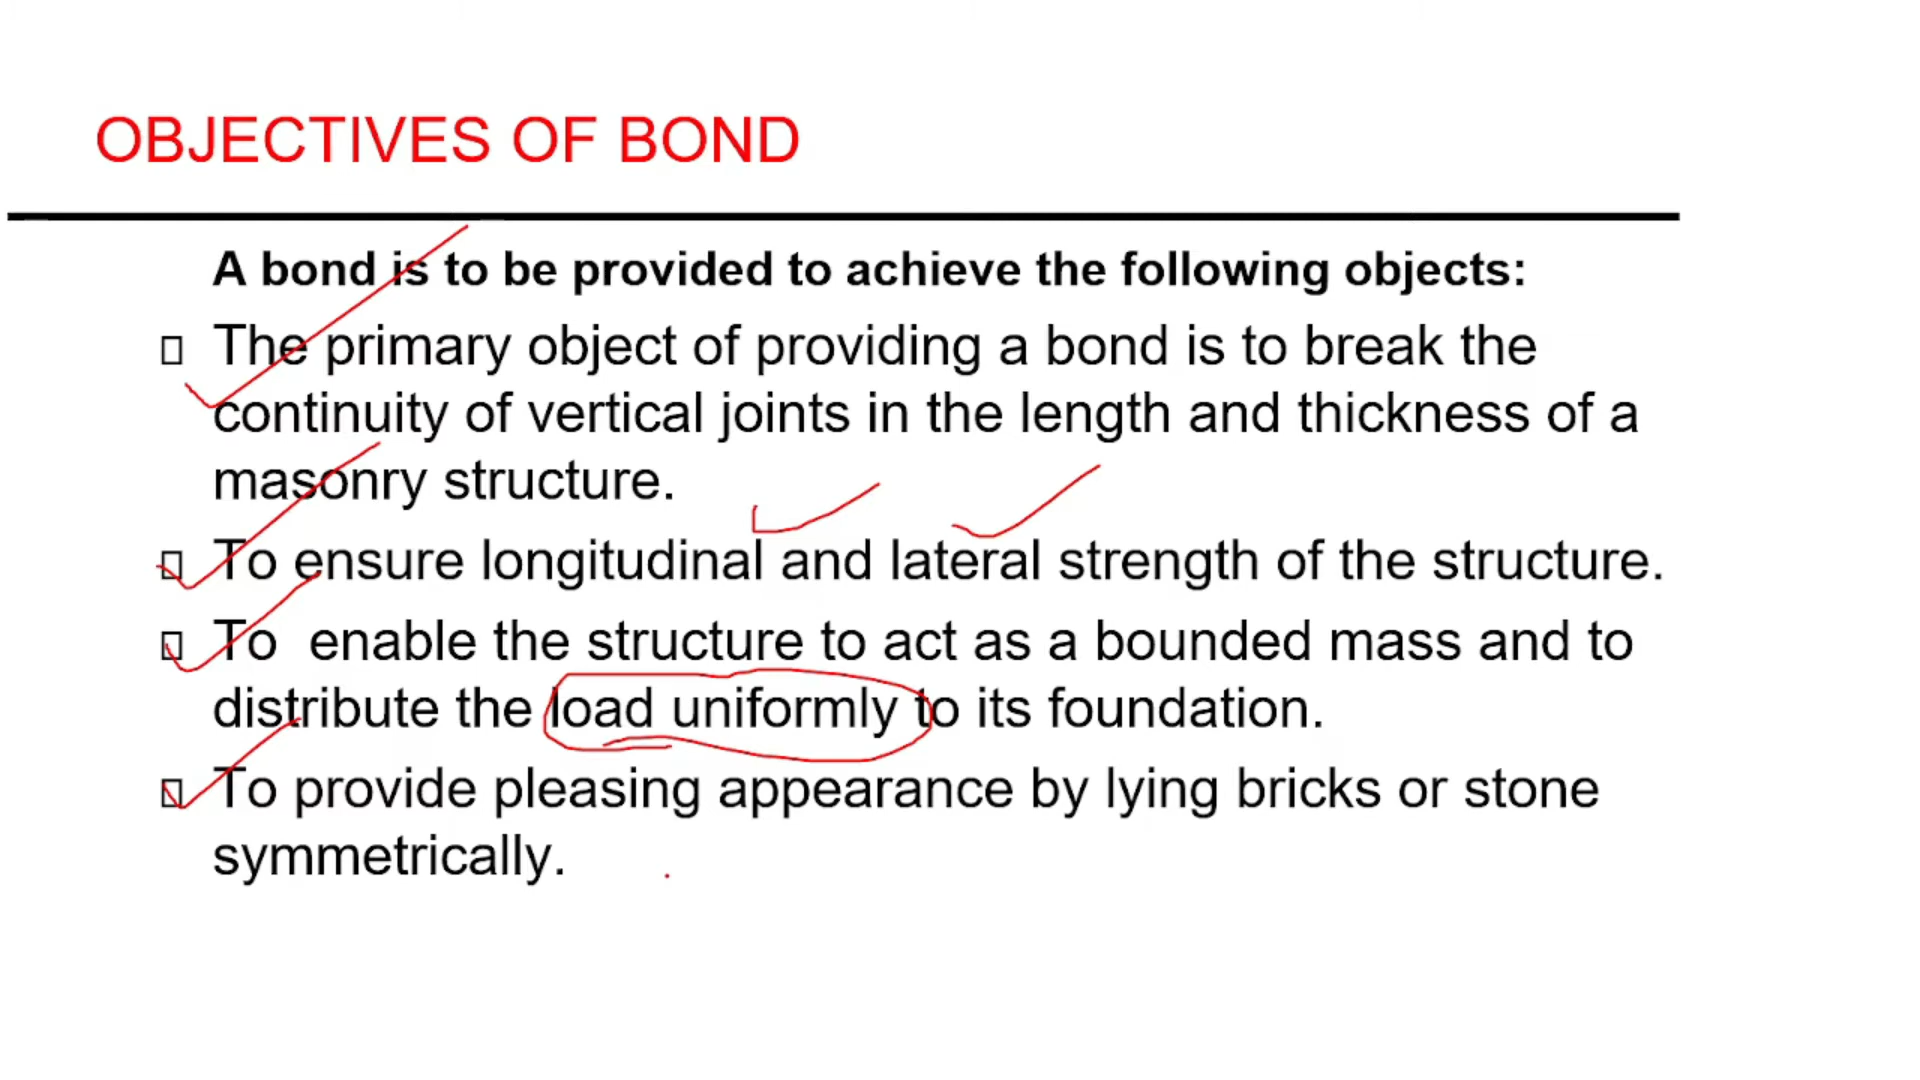 OBJECTIVES OF BOND
A bond is to be provided to achieve the following objects:
The primary object of providing a bond is to break the
continuity of vertical joints in the length and thickness of a
masonry structure.
To ensure longitudinal and lateral strength of the structure.
To enable the structure to act as a bounded mass and to
distribute the load uniformly to its foundation.
To provide pleasing appearance by lying bricks or stone
symmetrically.